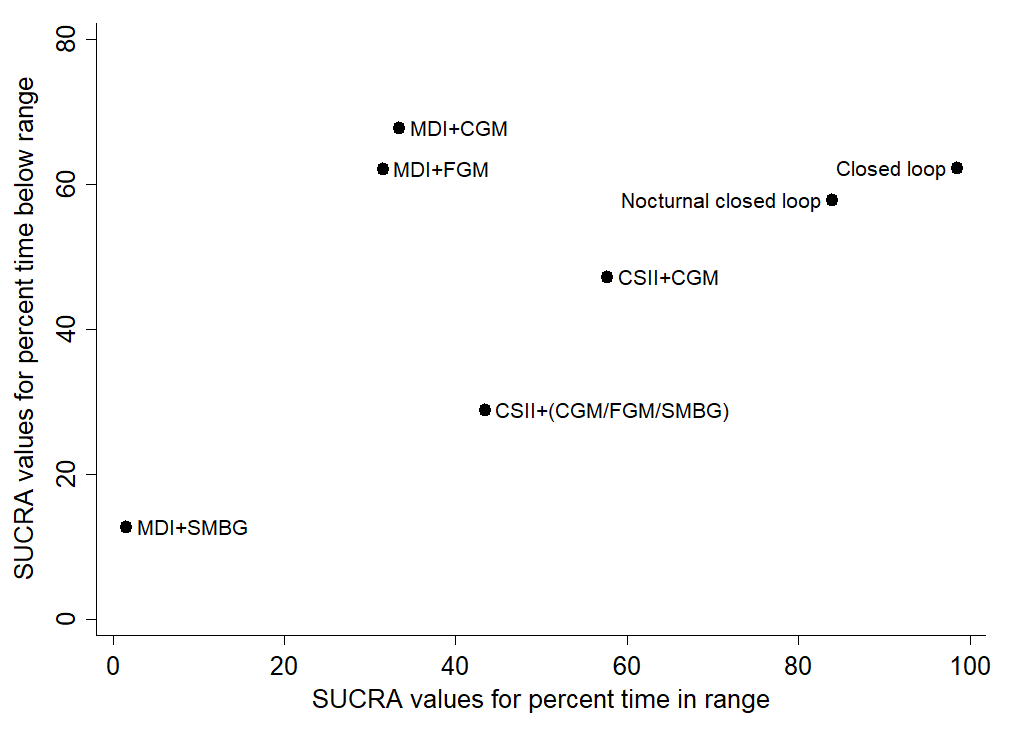 80
60
40
20
0
SUCRA values for percent time below range
MDI+CGM
MDI+FGM
Closed loop
Nocturnal closed loop
CSII+CGM
CSII+(CGM/FGM/SMBG)
MDI+SMBG
0 20 40 60 80 100
SUCRA values for percent time in range